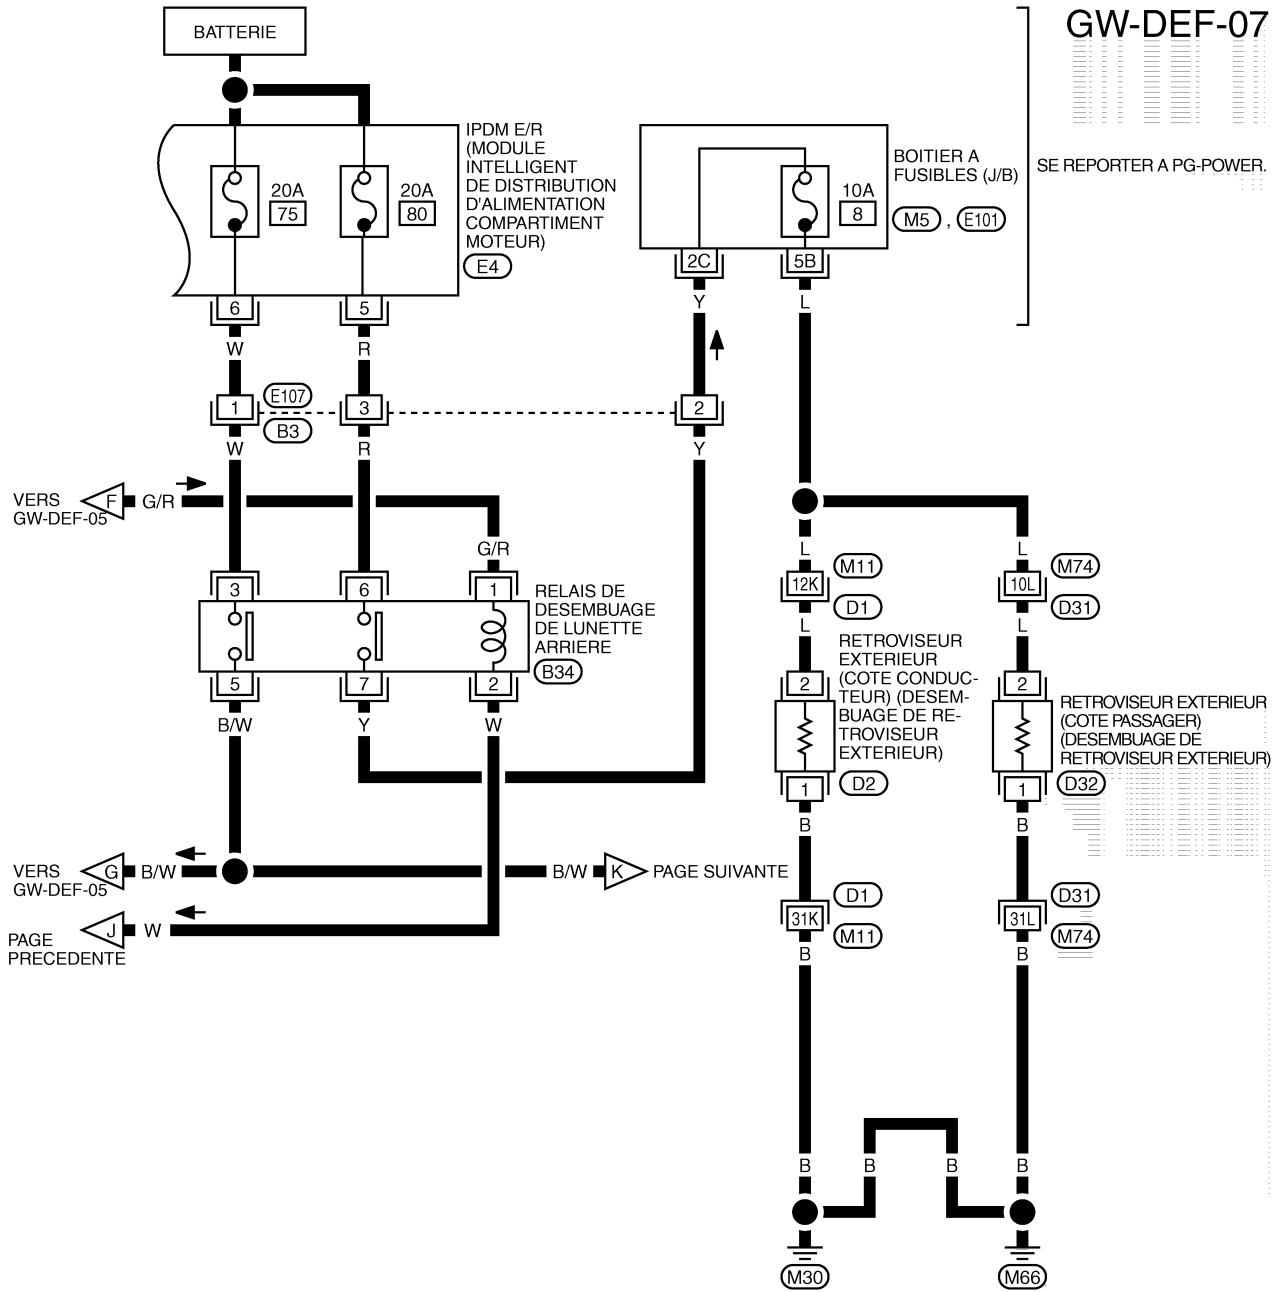 GW-DEF-07
BATTERIE
IPDM E/R
(MODULE
INTELLIGENT
DE DISTRIBUTION
D'ALIMENTATION
COMPARTIMENT
MOTEUR)
E4
20A
75
20A
80
BOITIER A
FUSIBLES (J/B)
M5 , E101
10A
8
SE REPORTER A PG-POWER.
6
5
2C
5B
W
R
Y
L
1
E107
B3
3
2
W
R
Y
VERS
GW-DEF-05
F
G/R
G/R
L
L
12K
M11
D1
10L
M74
D31
L
L
3
6
1
RELAIS DE
DESEMBUAGE
DE LUNETTE
ARRIERE
B34
5
7
2
B/W
Y
W
2
RETROVISEUR
EXTERIEUR
(COTE CONDUC-
TEUR) (DESEM-
BUAGE DE RE-
TROVISEUR
EXTERIEUR)
D2
1
2
RETROVISEUR EXTERIEUR
(COTE PASSAGER)
(DESEMBUAGE DE
RETROVISEUR EXTERIEUR)
D32
1
B
B
VERS
GW-DEF-05
G
B/W
B/W
K
PAGE SUIVANTE
PAGE
PRECEDENTE
J
W
31K
D1
M11
31L
D31
M74
B
B
B
B
B
B
M30
M66